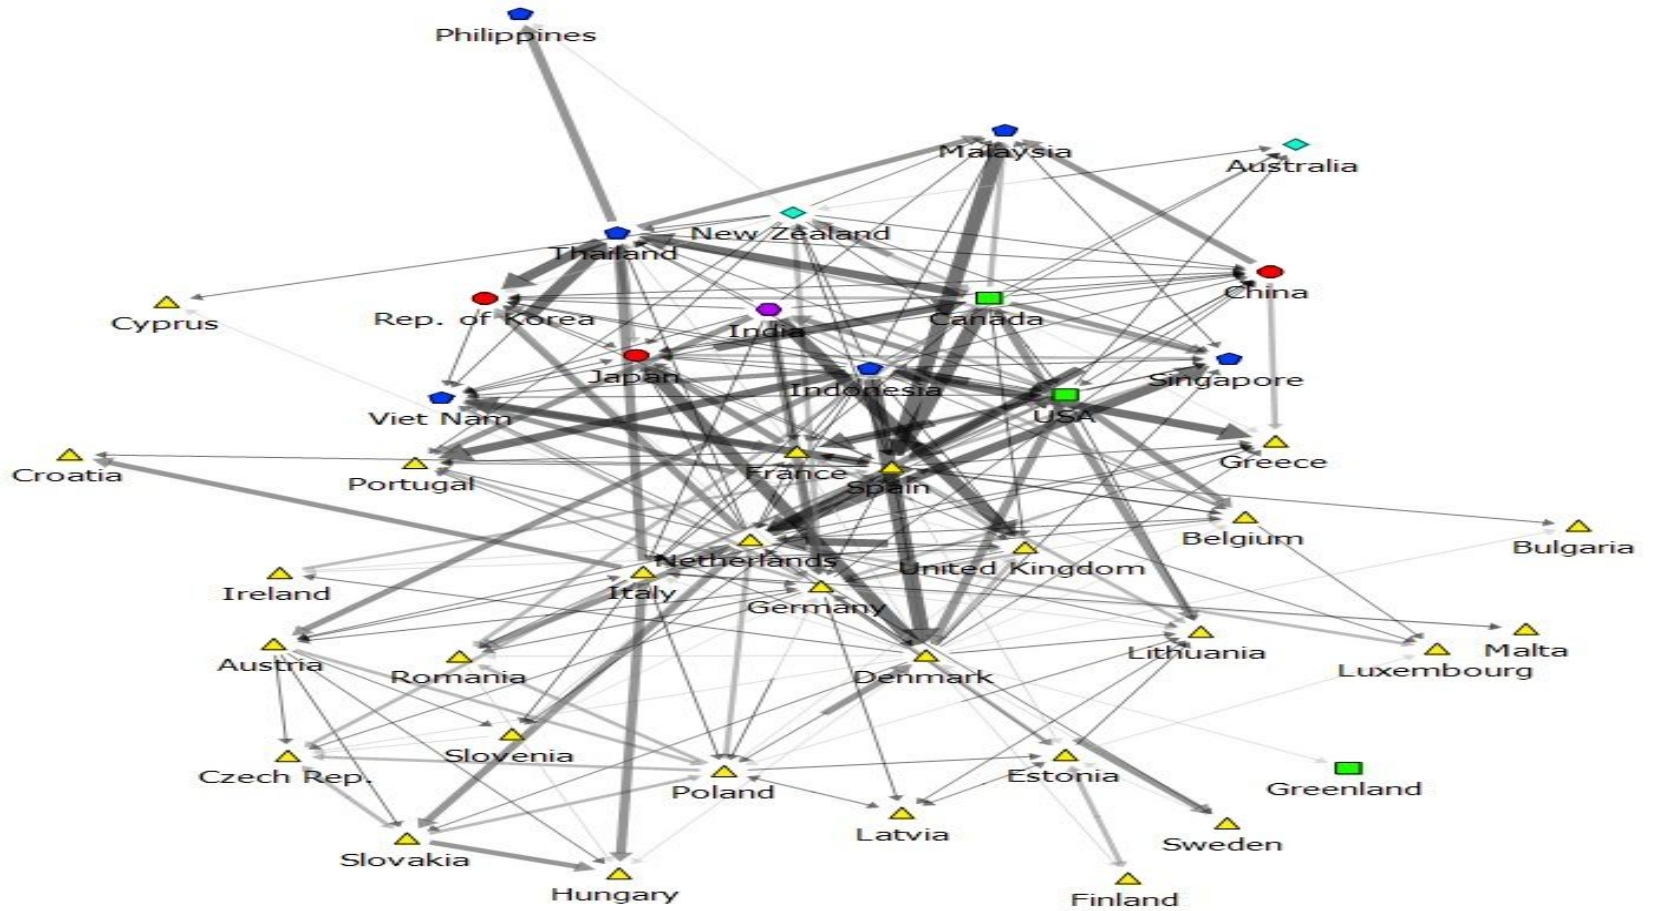 Philippines
Malaysia
Australia
New Zealand
Thailand
China
Rep. of Korea
Canada
Cyprus
India
Japan
Singapore
Indonesia
USA
Viet Nam
Greece
Croatia
France
Portugal
Spain
Belgium
Bulgaria
Netherlands
United Kingdom
Ireland
Italy
Germany
Lithuania
Malta
Austria
Luxembourg
Romania
Denmark
Slovenia
Czech Rep.
Estonia
Greenland
Poland
Latvia
Sweden
Slovakia
Hungary
Finland